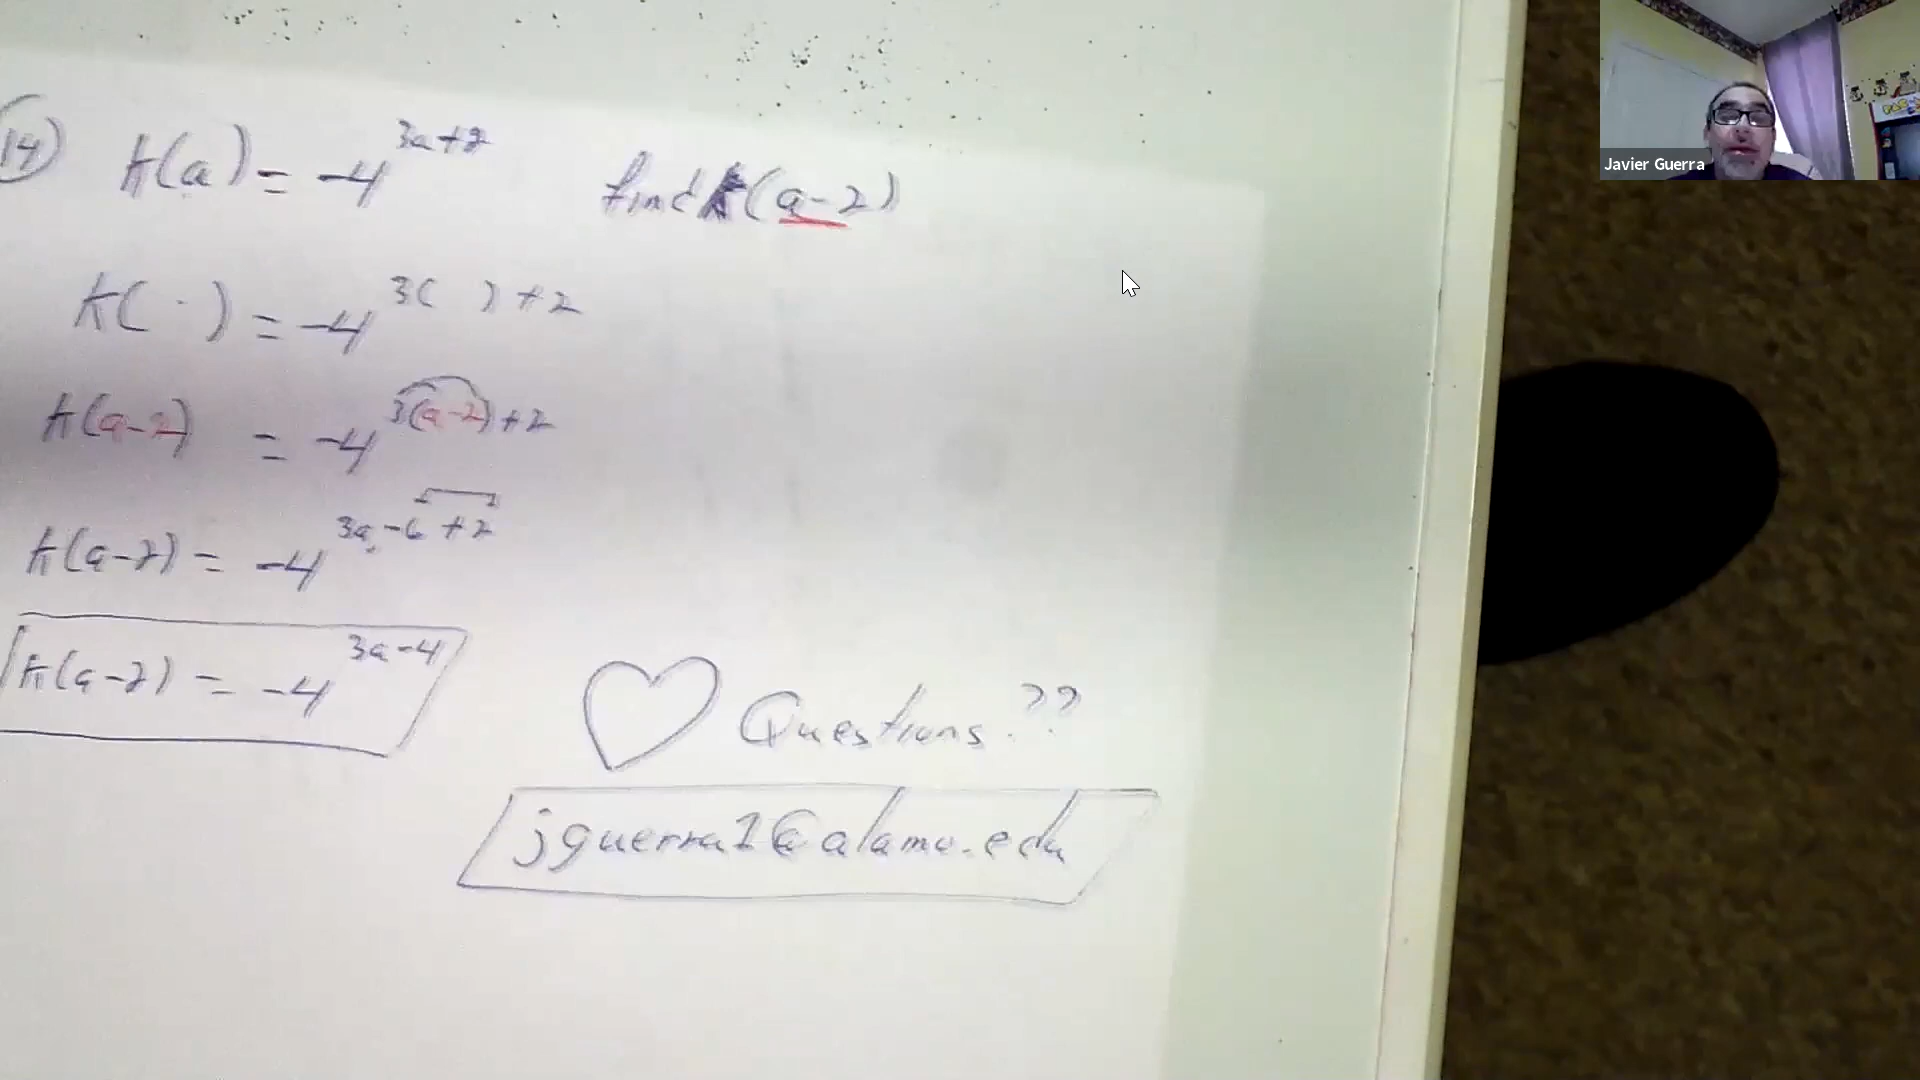 14) k(a) = -4^(3a+2) find k(a-2)
k( ) = -4^(3( )+2)
k(a-2) = -4^(3(a-2)+2)
k(a-2) = -4^(3a-6+2)
k(a-2) = -4^(3a-4)
Questions.??
jguerra1@alamo.edu
Javier Guerra